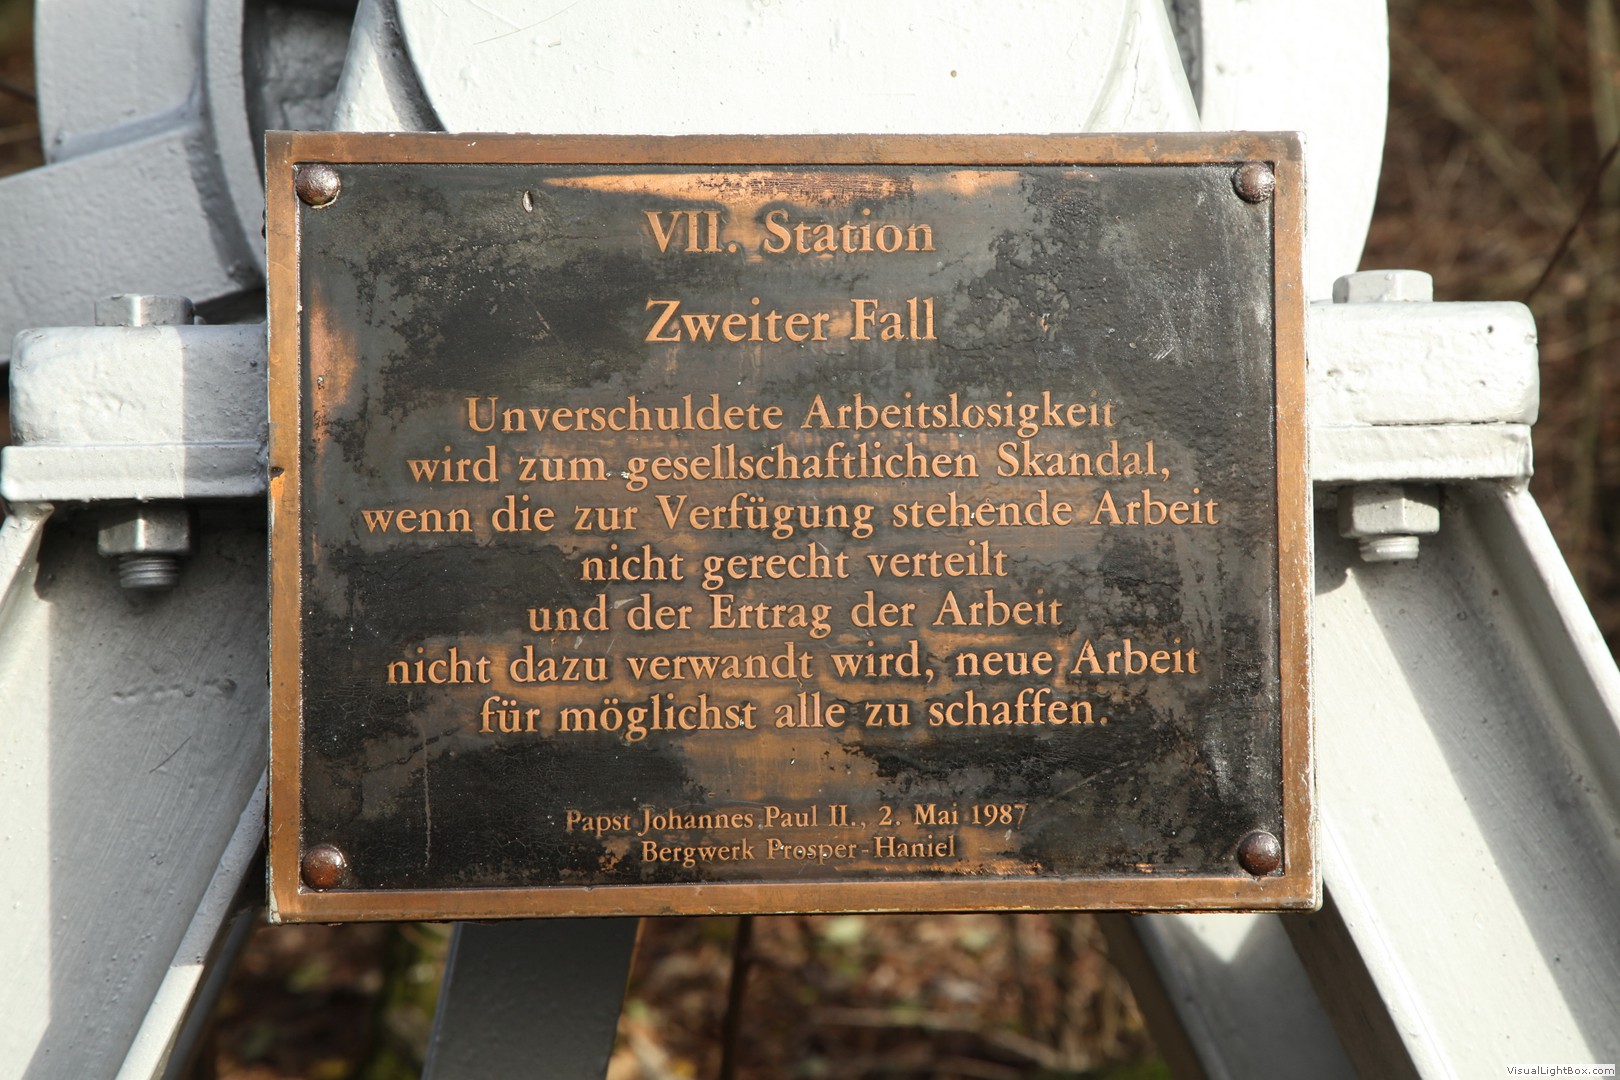 VII. Station
Zweiter Fall
Unverschuldete Arbeitslosigkeit
wird zum gesellschaftlichen Skandal,
wenn die zur Verfügung stehende Arbeit
nicht gerecht verteilt
und der Ertrag der Arbeit
nicht dazu verwandt wird, neue Arbeit
für möglichst alle zu schaffen.
Papst Johannes Paul II., 2. Mai 1987
Bergwerk Prosper-Haniel
VisualLightBox.com